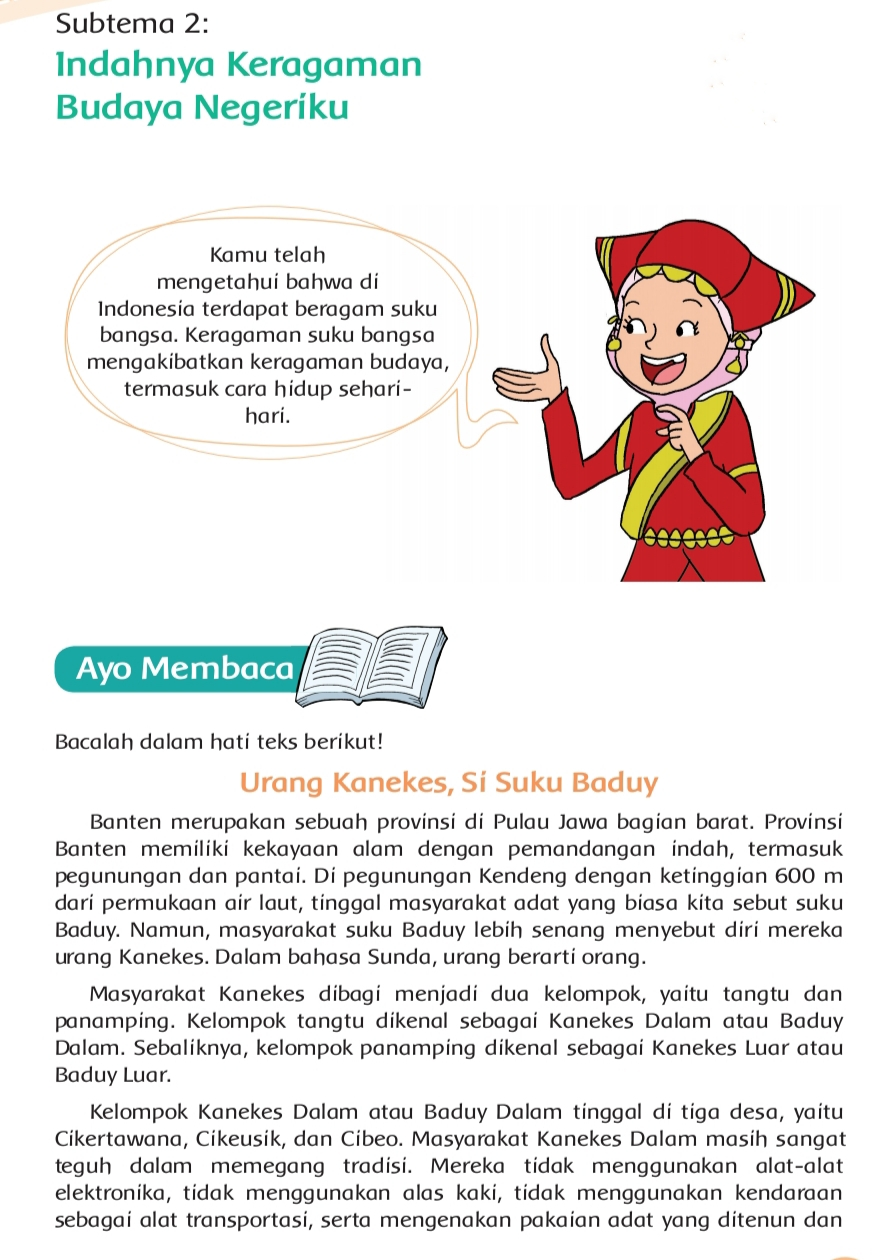 Subtema 2:
Indahnya Keragaman
Budaya Negeriku
Kamu telah
mengetahui bahwa di
Indonesia terdapat beragam suku
bangsa. Keragaman suku bangsa
mengakibatkan keragaman budaya,
termasuk cara hidup sehari-
hari.
Ayo Membaca
Bacalah dalam hati teks berikut!
Urang Kanekes, Si Suku Baduy
Banten merupakan sebuah provinsi di Pulau Jawa bagian barat. Provinsi
Banten memiliki kekayaan alam dengan pemandangan indah, termasuk
pegunungan dan pantai. Di pegunungan Kendeng dengan ketinggian 600 m
dari permukaan air laut, tinggal masyarakat adat yang biasa kita sebut suku
Baduy. Namun, masyarakat suku Baduy lebih senang menyebut diri mereka
urang Kanekes. Dalam bahasa Sunda, urang berarti orang.
Masyarakat Kanekes dibagi menjadi dua kelompok, yaitu tangtu dan
panamping. Kelompok tangtu dikenal sebagai Kanekes Dalam atau Baduy
Dalam. Sebaliknya, kelompok panamping dikenal sebagai Kanekes Luar atau
Baduy Luar.
Kelompok Kanekes Dalam atau Baduy Dalam tinggal di tiga desa, yaitu
Cikertawana, Cikeusik, dan Cibeo. Masyarakat Kanekes Dalam masih sangat
teguh dalam memegang tradisi. Mereka tidak menggunakan alat-alat
elektronika, tidak menggunakan alas kaki, tidak menggunakan kendaraan
sebagai alat transportasi, serta mengenakan pakaian adat yang ditenun dan